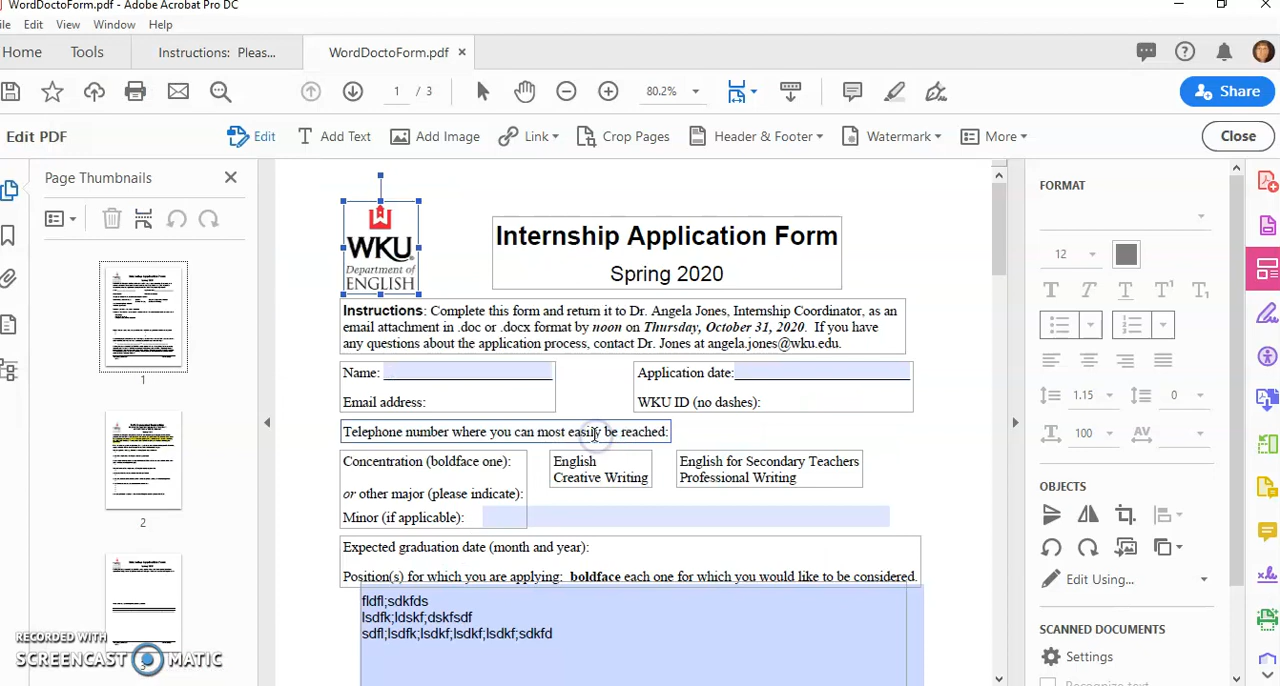 WordDoctoForm.pdf - Adobe Acrobat Pro DC
ile Edit View Window Help
Home Tools Instructions: Pleas... WordDoctoForm.pdf ×
1 / 3 80.2% Share
Edit PDF Edit Add Text Add Image Link Crop Pages Header & Footer Watermark More Close
Page Thumbnails
1
2
3
WKU.
Department of
ENGLISH
Internship Application Form
Spring 2020
Instructions: Complete this form and return it to Dr. Angela Jones, Internship Coordinator, as an
email attachment in .doc or .docx format by noon on Thursday, October 31, 2020. If you have
any questions about the application process, contact Dr. Jones at angela.jones@wku.edu.
Name: Application date:
Email address: WKU ID (no dashes):
Telephone number where you can most easily be reached:
Concentration (boldface one): English English for Secondary Teachers
Creative Writing Professional Writing
or other major (please indicate):
Minor (if applicable):
Expected graduation date (month and year):
Position(s) for which you are applying: boldface each one for which you would like to be considered.
fldfl;sdkfds
lsdfk;ldskf;dskfsdf
sdfl;lsdfk;lsdkf;lsdkf;lsdkf;sdkfd
FORMAT
12
T T T T¹ T₁
1.15 0
100 AV
OBJECTS
Edit Using...
SCANNED DOCUMENTS
Settings
Recognize text
RECORDED WITH
SCREENCAST MATIC